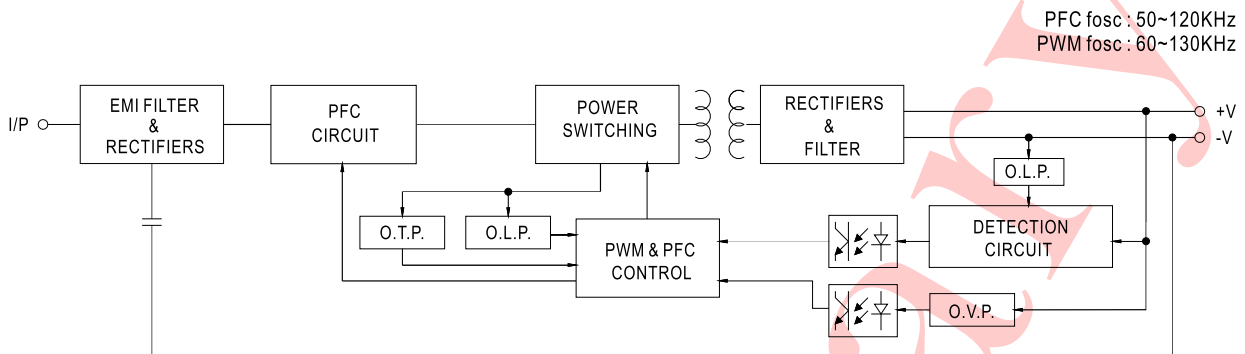 PFC fosc : 50~120KHz
PWM fosc : 60~130KHz
I/P
EMI FILTER
&
RECTIFIERS
PFC
CIRCUIT
POWER
SWITCHING
RECTIFIERS
&
FILTER
+V
-V
O.L.P.
O.T.P.
O.L.P.
PWM & PFC
CONTROL
DETECTION
CIRCUIT
O.V.P.